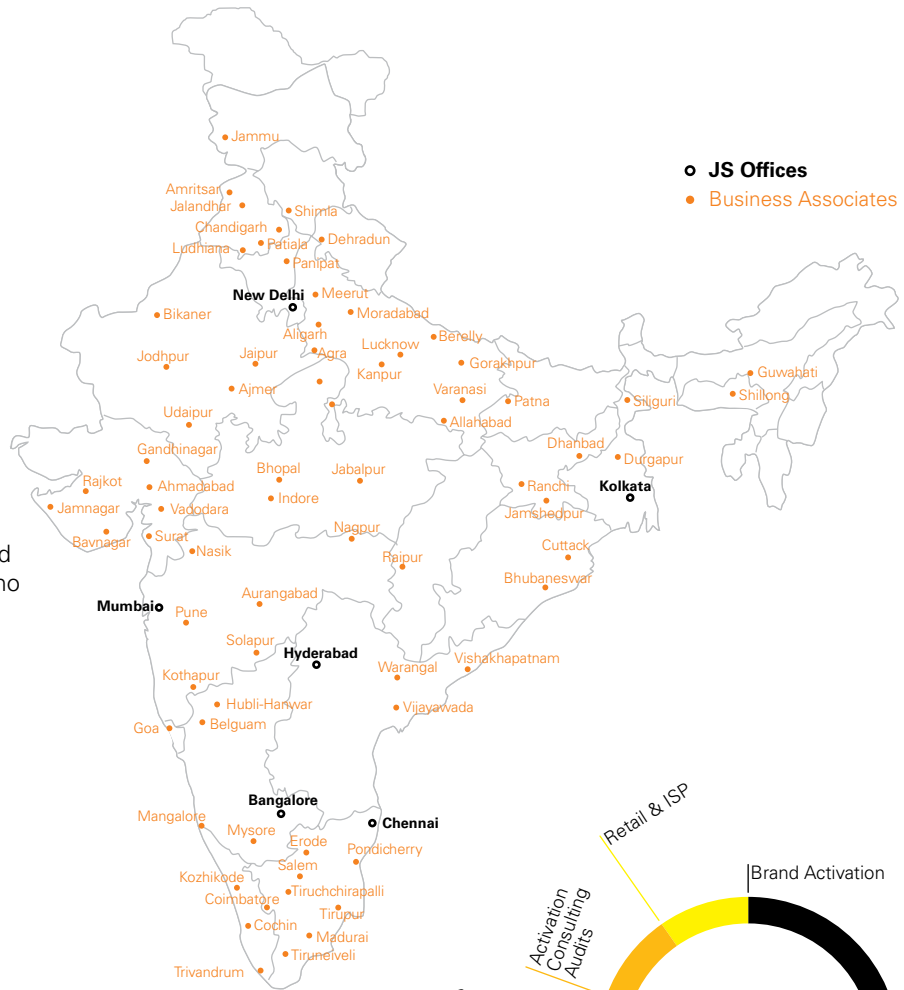 JS Offices
Business Associates
Jammu
Amritsar
Jalandhar
Shimla
Chandigarh
Dehradun
Patiala
Ludhiana
Panipat
New Delhi
Meerut
Bikaner
Moradabad
Aligarh
Berelly
Lucknow
Jodhpur
Jaipur
Agra
Gorakhpur
Kanpur
Guwahati
Ajmer
Varanasi
Patna
Siliguri
Shillong
Udaipur
Allahabad
Gandhinagar
Dhanbad
Durgapur
Bhopal
Jabalpur
Rajkot
Ahmadabad
Ranchi
Kolkata
Indore
Jamnagar
Vadodara
Jamshedpur
Nagpur
Bavnagar
Surat
Nasik
Cuttack
d
Raipur
no
Bhubaneswar
Aurangabad
Mumbai
Pune
Solapur
Hyderabad
Vishakhapatnam
Warangal
Kothapur
Hubli-Hanwar
Vijayawada
Belguam
Goa
Bangalore
Mangalore
Chennai
Mysore
Erode
Pondicherry
Salem
Kozhikode
Tiruchchirapalli
Coimbatore
Tirupur
Cochin
Madurai
Tiruneiveli
Trivandrum
Retail & ISP
Brand Activation
Activation
Consulting
Audits